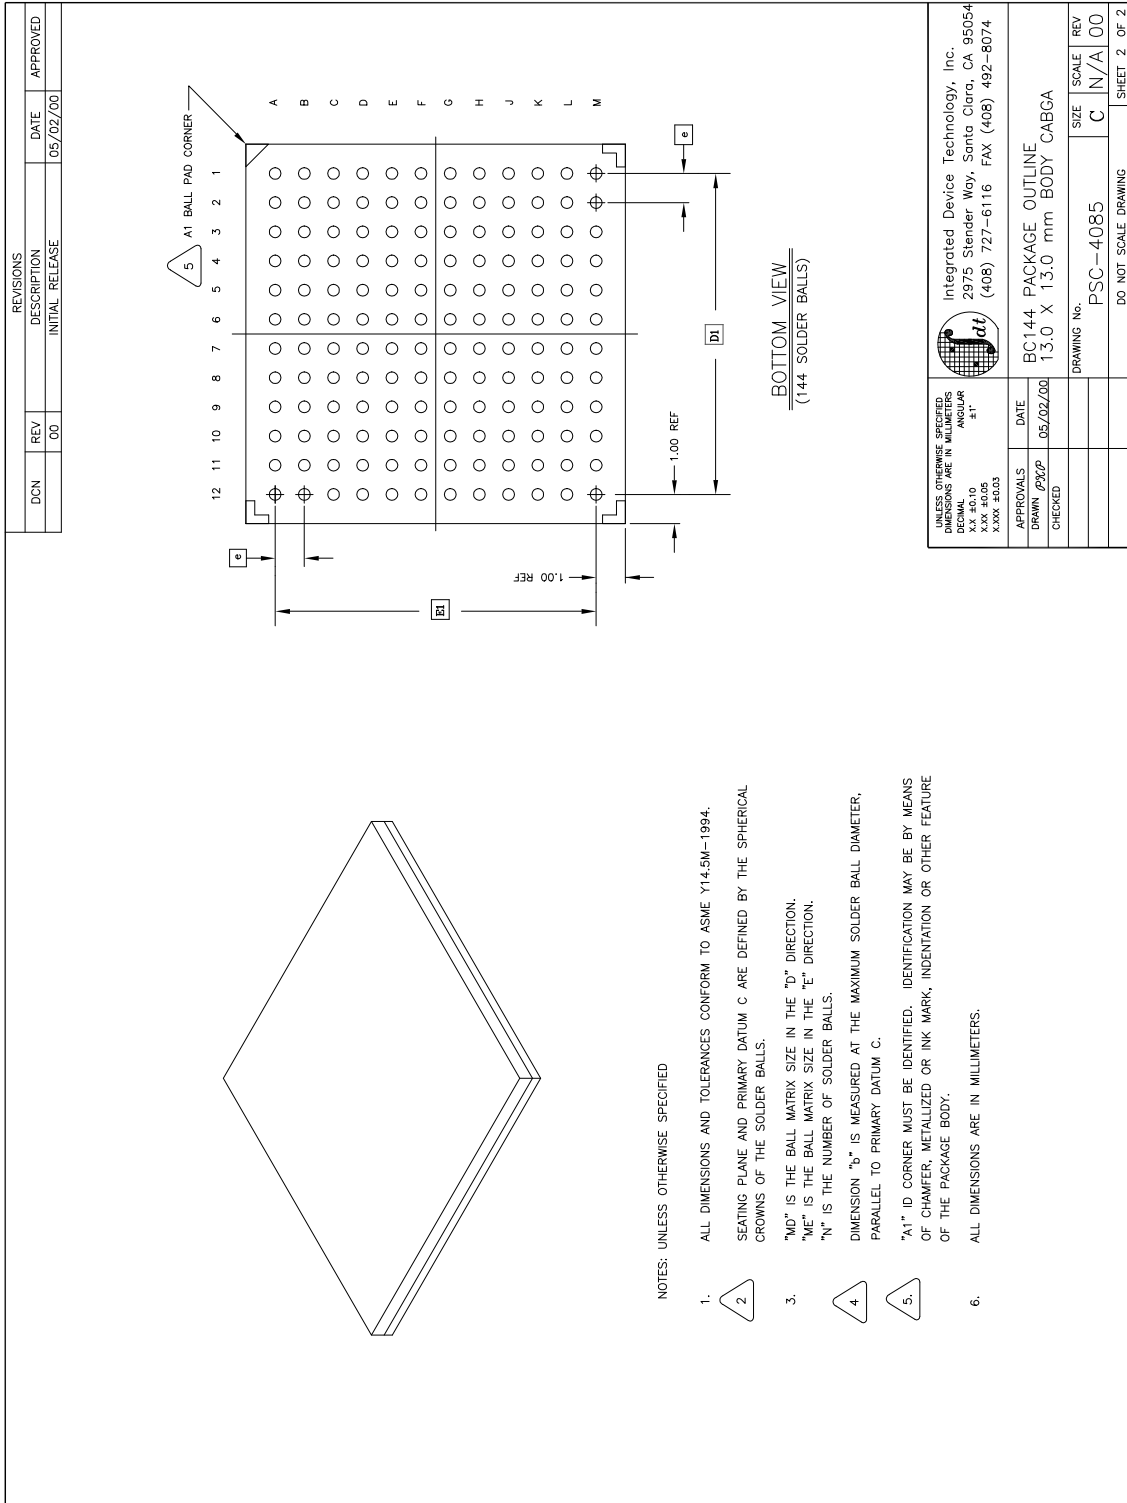 REVISIONS
DCN REV DESCRIPTION DATE APPROVED
00 INITIAL RELEASE 05/02/00
5 A1 BALL PAD CORNER
12 11 10 9 8 7 6 5 4 3 2 1
A
B
C
D
E
F
G
H
J
K
L
M
e
E1
1.00 REF
1.00 REF
D1
e
BOTTOM VIEW
(144 SOLDER BALLS)
NOTES: UNLESS OTHERWISE SPECIFIED
1. ALL DIMENSIONS AND TOLERANCES CONFORM TO ASME Y14.5M-1994.
2 SEATING PLANE AND PRIMARY DATUM C ARE DEFINED BY THE SPHERICAL
CROWNS OF THE SOLDER BALLS.
3. "MD" IS THE BALL MATRIX SIZE IN THE "D" DIRECTION.
"ME" IS THE BALL MATRIX SIZE IN THE "E" DIRECTION.
"N" IS THE NUMBER OF SOLDER BALLS.
4 DIMENSION "b" IS MEASURED AT THE MAXIMUM SOLDER BALL DIAMETER,
PARALLEL TO PRIMARY DATUM C.
5. "A1" ID CORNER MUST BE IDENTIFIED. IDENTIFICATION MAY BE BY MEANS
OF CHAMFER, METALLIZED OR INK MARK, INDENTATION OR OTHER FEATURE
OF THE PACKAGE BODY.
6. ALL DIMENSIONS ARE IN MILLIMETERS.
UNLESS OTHERWISE SPECIFIED
DIMENSIONS ARE IN MILLIMETERS
DECIMAL ANGULAR
X.X ±0.10 ±1°
X.XX ±0.05
X.XXX ±0.03
APPROVALS DATE
DRAWN 05/02/00
CHECKED
idt
Integrated Device Technology, Inc.
2975 Stender Way, Santa Clara, CA 95054
(408) 727-6116 FAX (408) 492-8074
BC144 PACKAGE OUTLINE
13.0 X 13.0 mm BODY CABGA
DRAWING No. SIZE SCALE REV
PSC-4085 C N/A 00
DO NOT SCALE DRAWING SHEET 2 OF 2